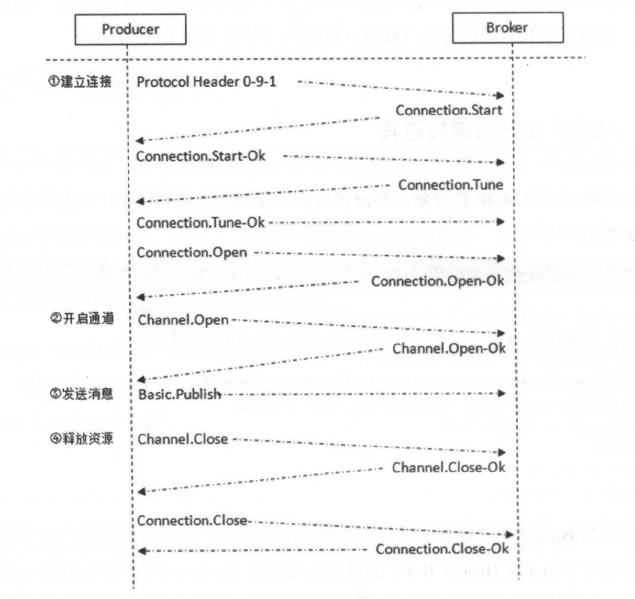 Producer
Broker
①建立连接 Protocol Header 0-9-1
Connection.Start
Connection.Start-Ok
Connection.Tune
Connection.Tune-Ok
Connection.Open
Connection.Open-Ok
②开启通道 Channel.Open
Channel.Open-Ok
③发送消息 Basic.Publish
④释放资源 Channel.Close
Channel.Close-Ok
Connection.Close
Connection.Close-Ok